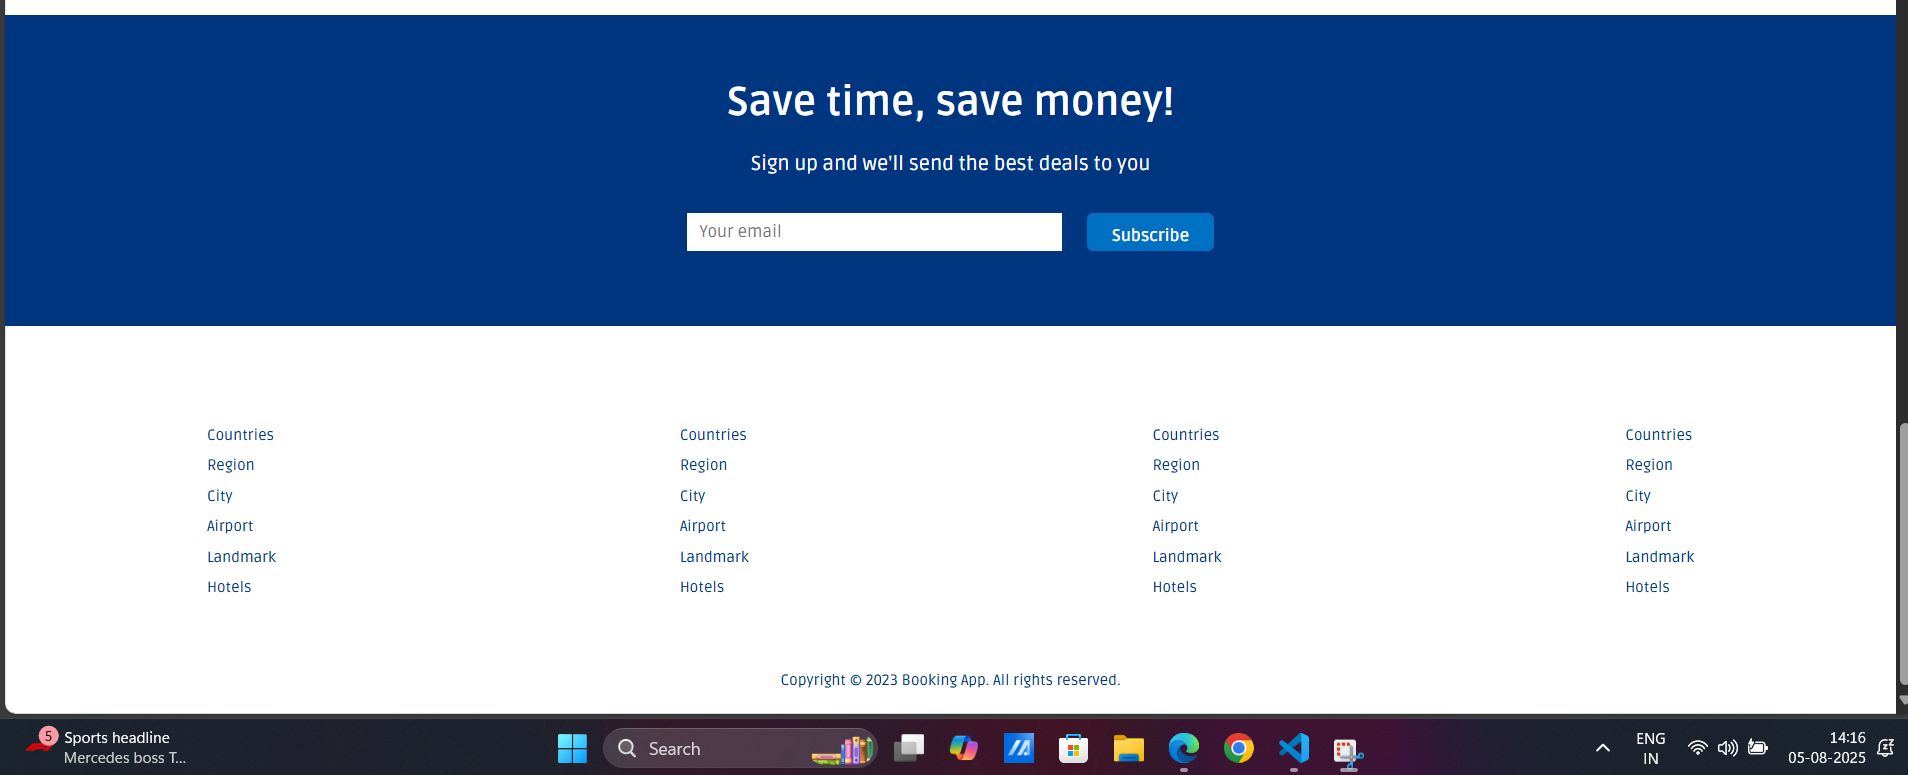 Save time, save money!
Sign up and we'll send the best deals to you
Your email
Subscribe
Countries
Region
City
Airport
Landmark
Hotels
Countries
Region
City
Airport
Landmark
Hotels
Countries
Region
City
Airport
Landmark
Hotels
Countries
Region
City
Airport
Landmark
Hotels
Copyright © 2023 Booking App. All rights reserved.
5
Sports headline
Mercedes boss T...
Search
ENG
IN
14:16
05-08-2025